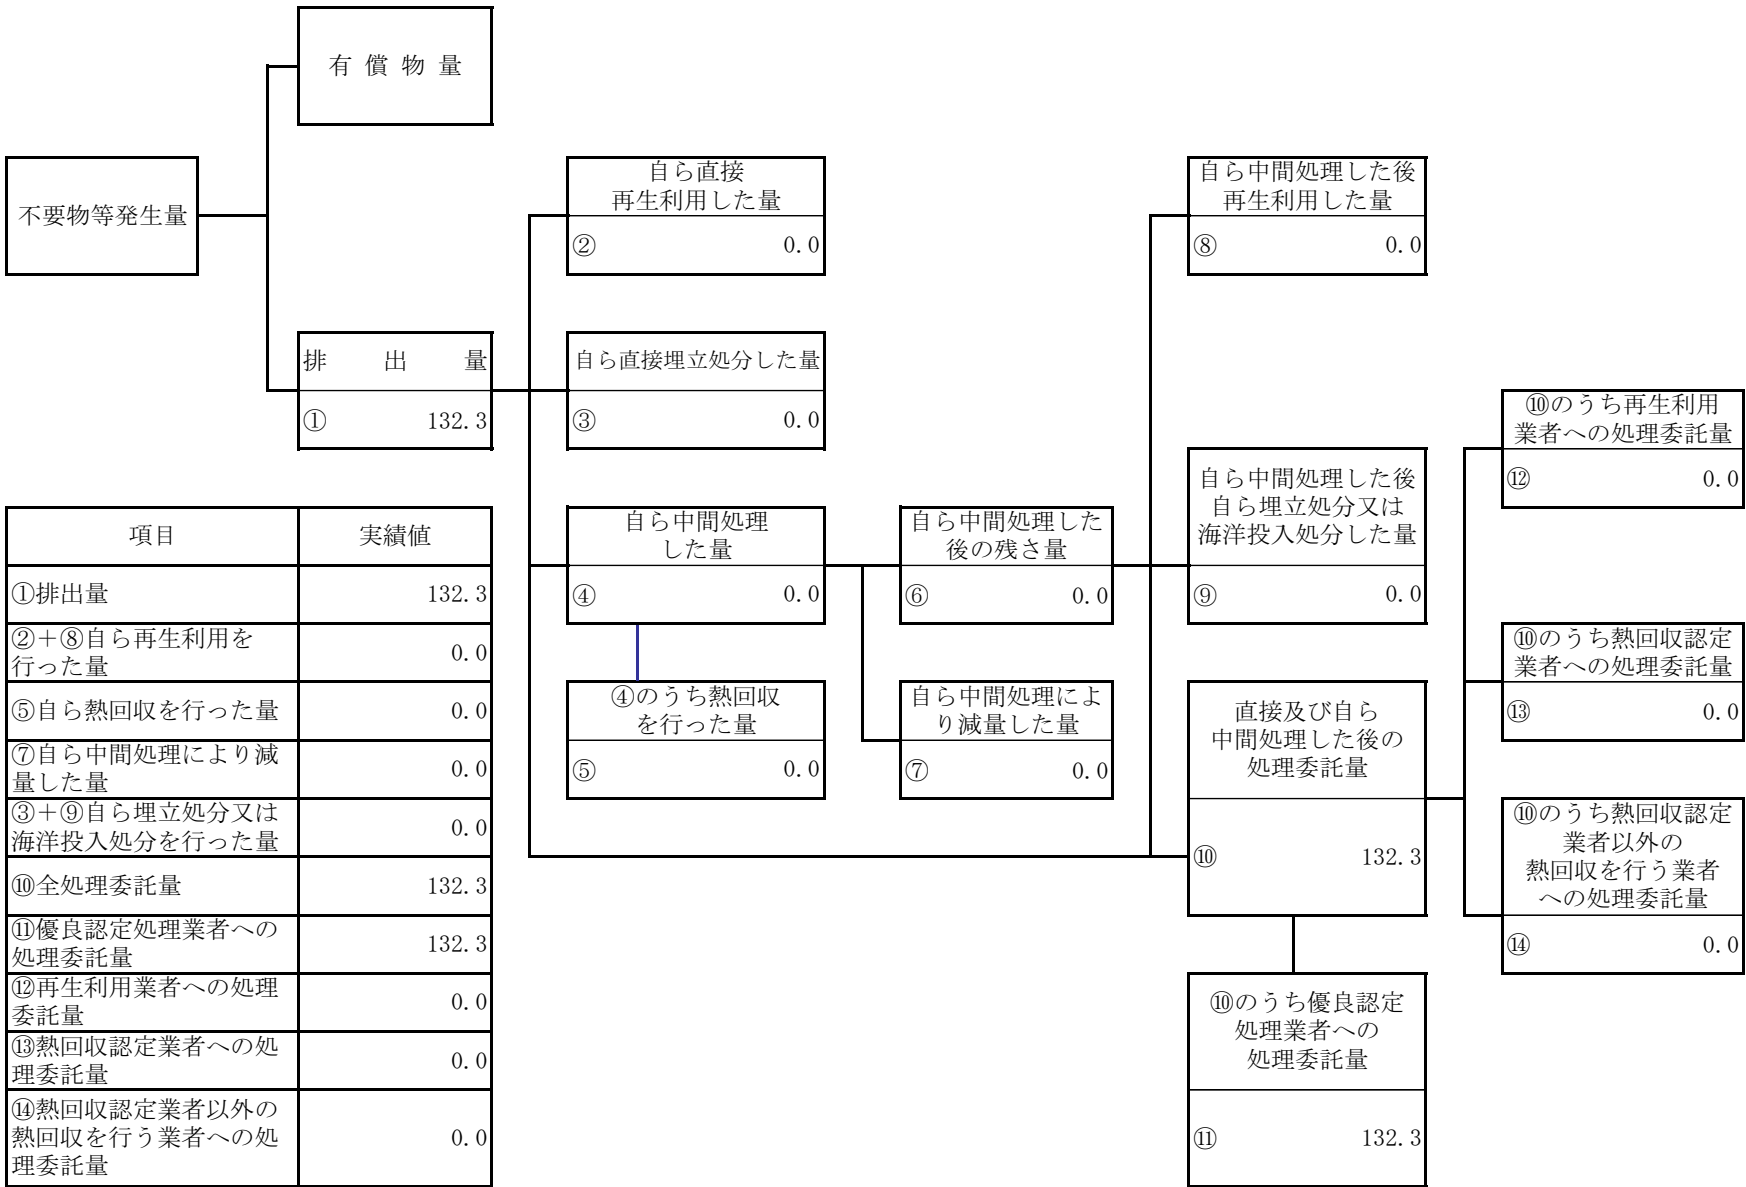 有 償 物 量
不要物等発生量
排 出 量
① 132.3
自ら直接
再生利用した量
② 0.0
自ら直接埋立処分した量
③ 0.0
自ら中間処理
した量
④ 0.0
④のうち熱回収
を行った量
⑤ 0.0
自ら中間処理した
後の残さ量
⑥ 0.0
自ら中間処理によ
り減量した量
⑦ 0.0
自ら中間処理した後
再生利用した量
⑧ 0.0
自ら中間処理した後
自ら埋立処分又は
海洋投入処分した量
⑨ 0.0
直接及び自ら
中間処理した後の
処理委託量
⑩ 132.3
⑩のうち優良認定
処理業者への
処理委託量
⑪ 132.3
⑩のうち再生利用
業者への処理委託量
⑫ 0.0
⑩のうち熱回収認定
業者への処理委託量
⑬ 0.0
⑩のうち熱回収認定
業者以外の
熱回収を行う業者
への処理委託量
⑭ 0.0
項目 実績値
①排出量 132.3
②＋⑧自ら再生利用を
行った量 0.0
⑤自ら熱回収を行った量 0.0
⑦自ら中間処理により減
量した量 0.0
③＋⑨自ら埋立処分又は
海洋投入処分を行った量 0.0
⑩全処理委託量 132.3
⑪優良認定処理業者への
処理委託量 132.3
⑫再生利用業者への処理
委託量 0.0
⑬熱回収認定業者への処
理委託量 0.0
⑭熱回収認定業者以外の
熱回収を行う業者への処
理委託量 0.0